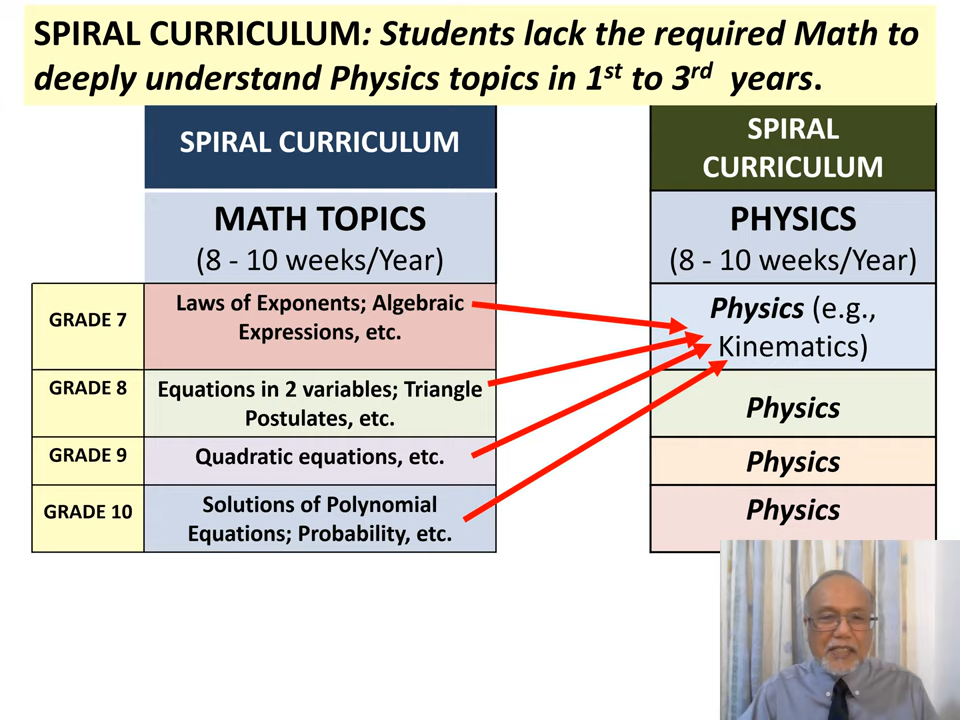 SPIRAL CURRICULUM: Students lack the required Math to
deeply understand Physics topics in 1st to 3rd years.
SPIRAL CURRICULUM
MATH TOPICS
(8 - 10 weeks/Year)
GRADE 7
Laws of Exponents; Algebraic
Expressions, etc.
GRADE 8
Equations in 2 variables; Triangle
Postulates, etc.
GRADE 9
Quadratic equations, etc.
GRADE 10
Solutions of Polynomial
Equations; Probability, etc.
SPIRAL
CURRICULUM
PHYSICS
(8 - 10 weeks/Year)
Physics (e.g.,
Kinematics)
Physics
Physics
Physics